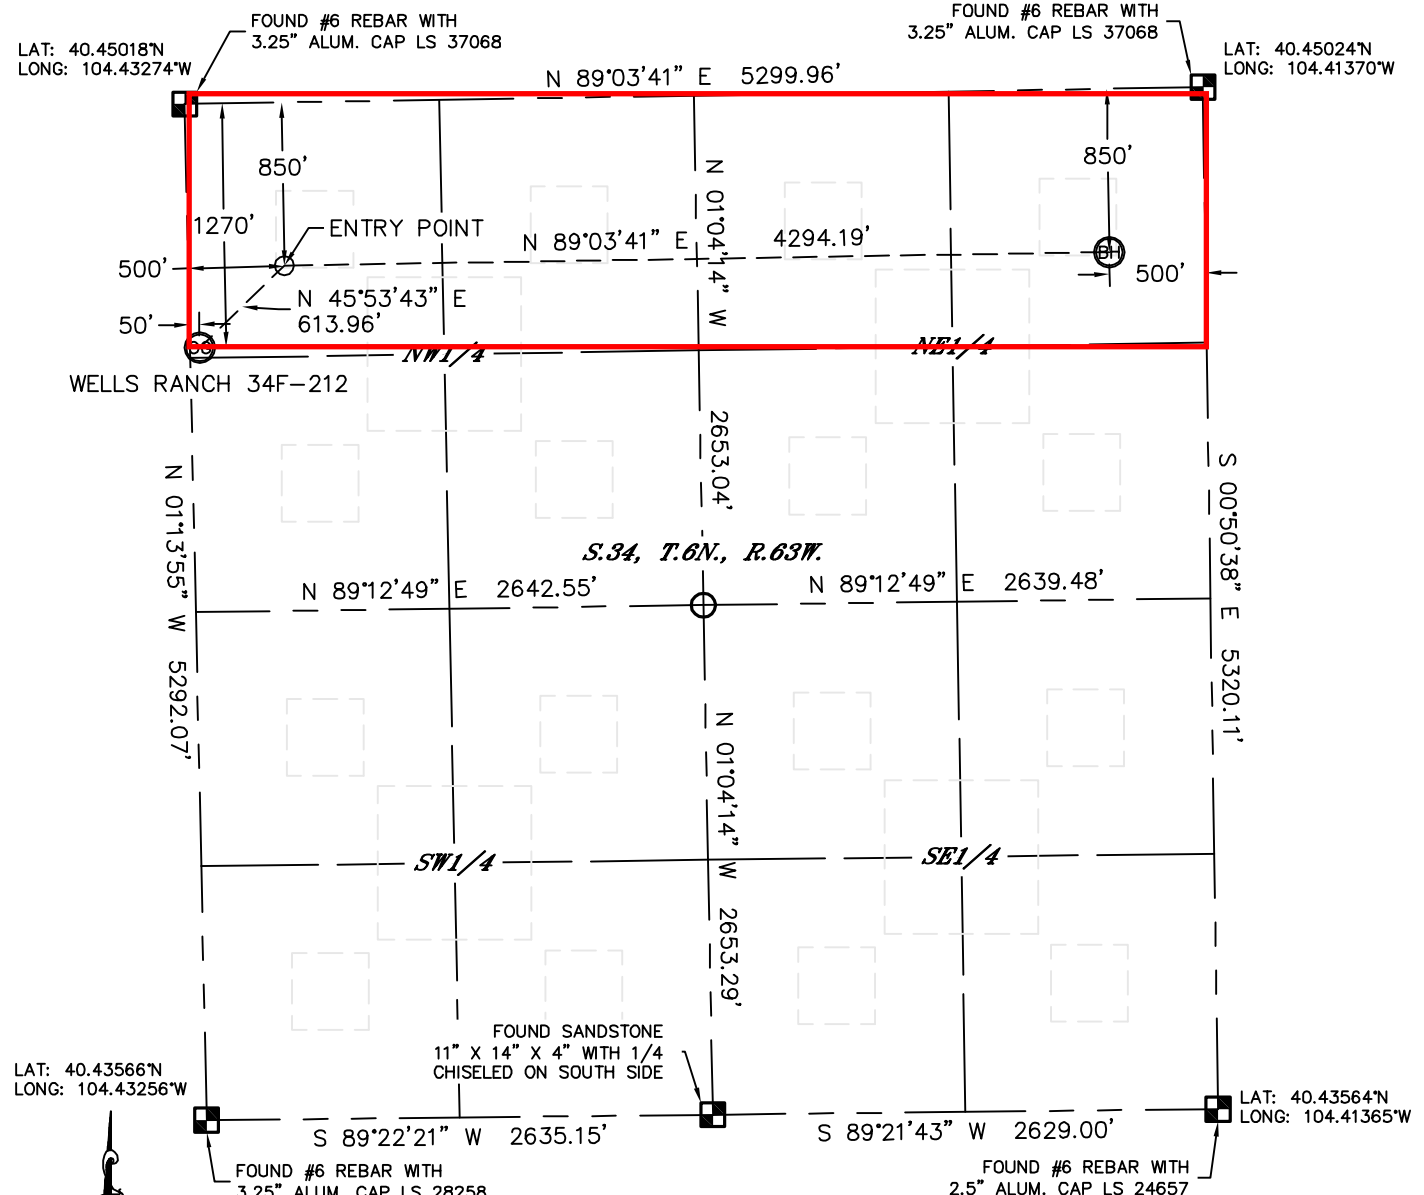 FOUND #6 REBAR WITH
3.25" ALUM. CAP LS 37068
FOUND #6 REBAR WITH
3.25" ALUM. CAP LS 37068
LAT: 40.45018°N
LONG: 104.43274°W
LAT: 40.45024°N
LONG: 104.41370°W
N 89°03'41" E 5299.96'
850'
850'
1270'
ENTRY POINT
N 89°03'41" E 4294.19'
N 01°04'14" W 2653.04'
500'
500'
N 45°53'43" E
613.96'
50'
BH
NW1/4
NE1/4
WELLS RANCH 34F-212
N 01°13'55" W 5292.07'
S 00°50'38" E 5320.11'
S.34, T.6N., R.63W.
N 89°12'49" E 2642.55'
N 89°12'49" E 2639.48'
N 01°04'14" W 2653.29'
SW1/4
SE1/4
FOUND SANDSTONE
11" X 14" X 4" WITH 1/4
CHISELED ON SOUTH SIDE
LAT: 40.43566°N
LONG: 104.43256°W
LAT: 40.43564°N
LONG: 104.41365°W
S 89°22'21" W 2635.15'
S 89°21'43" W 2629.00'
FOUND #6 REBAR WITH
3.25" ALUM. CAP LS 28258
FOUND #6 REBAR WITH
2.5" ALUM. CAP LS 24657